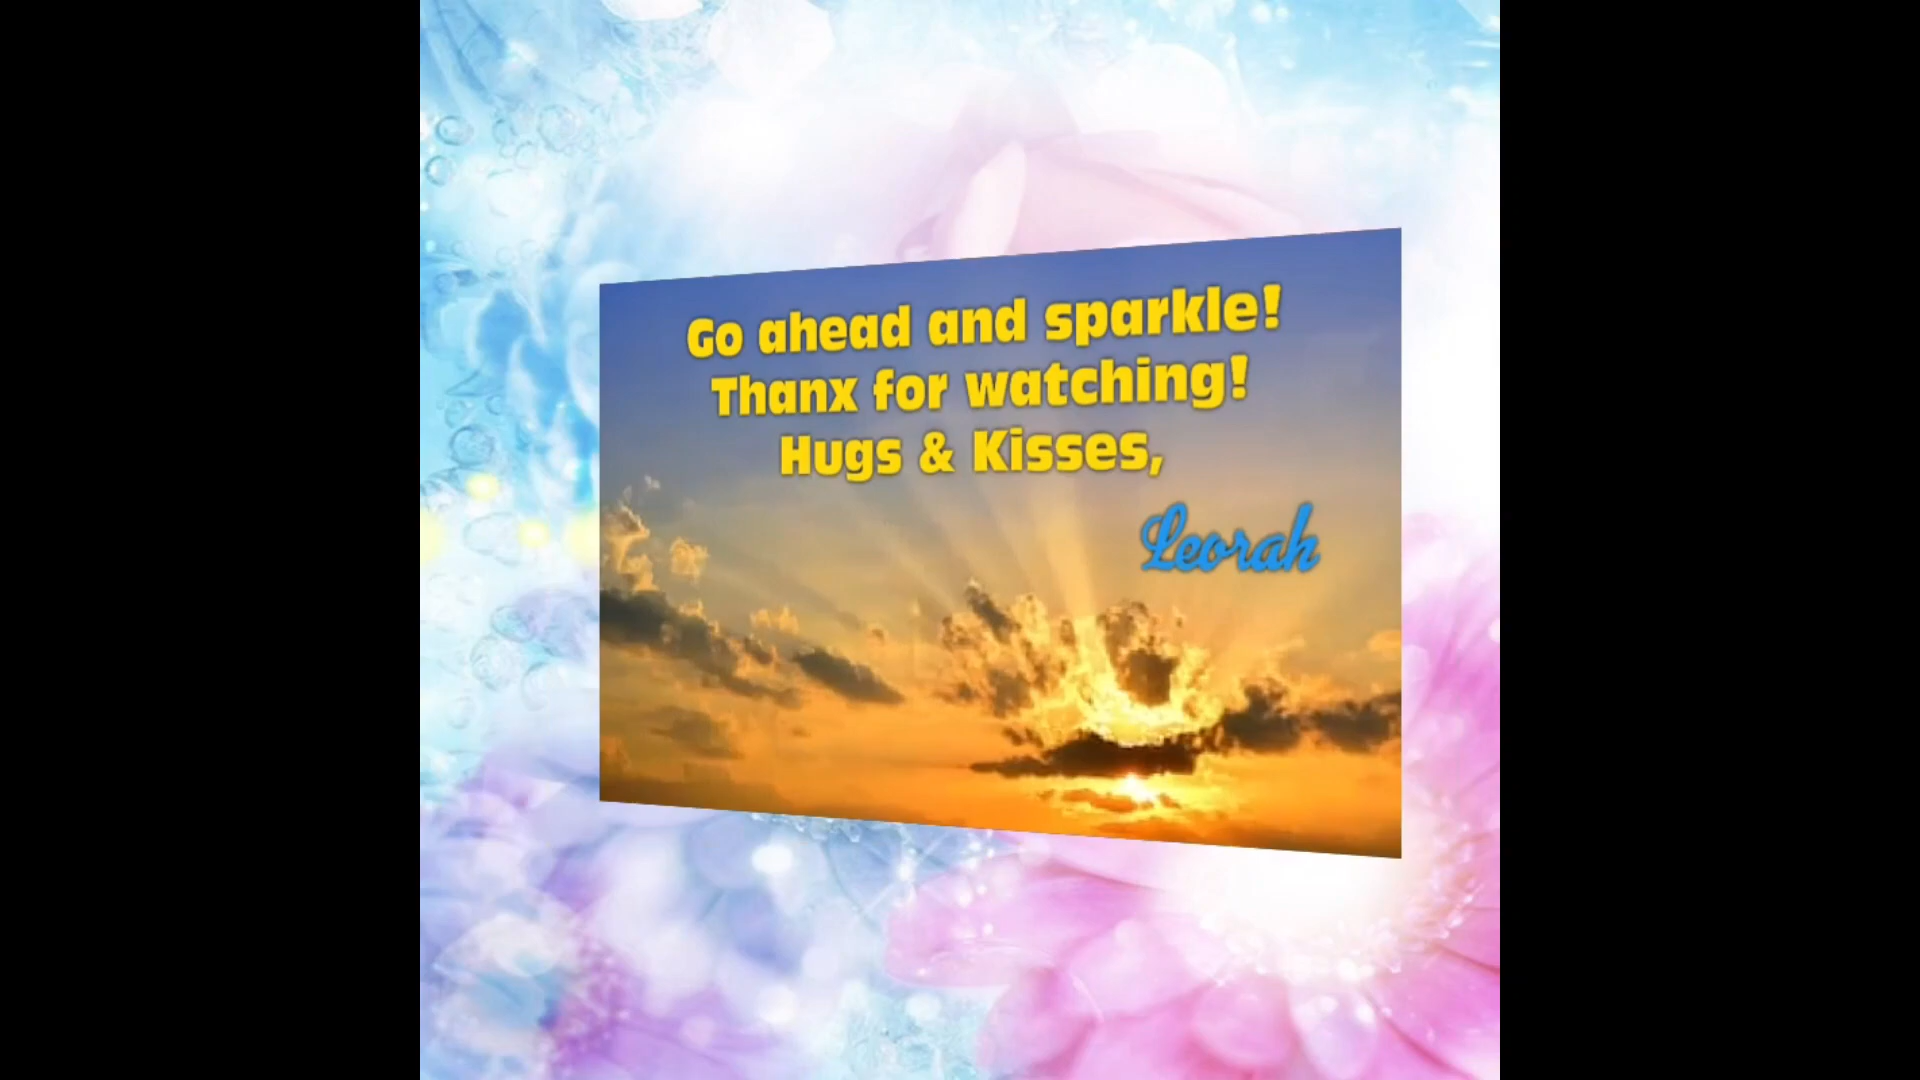 Go ahead and sparkle!
Thanx for watching!
Hugs & Kisses,
Leorah